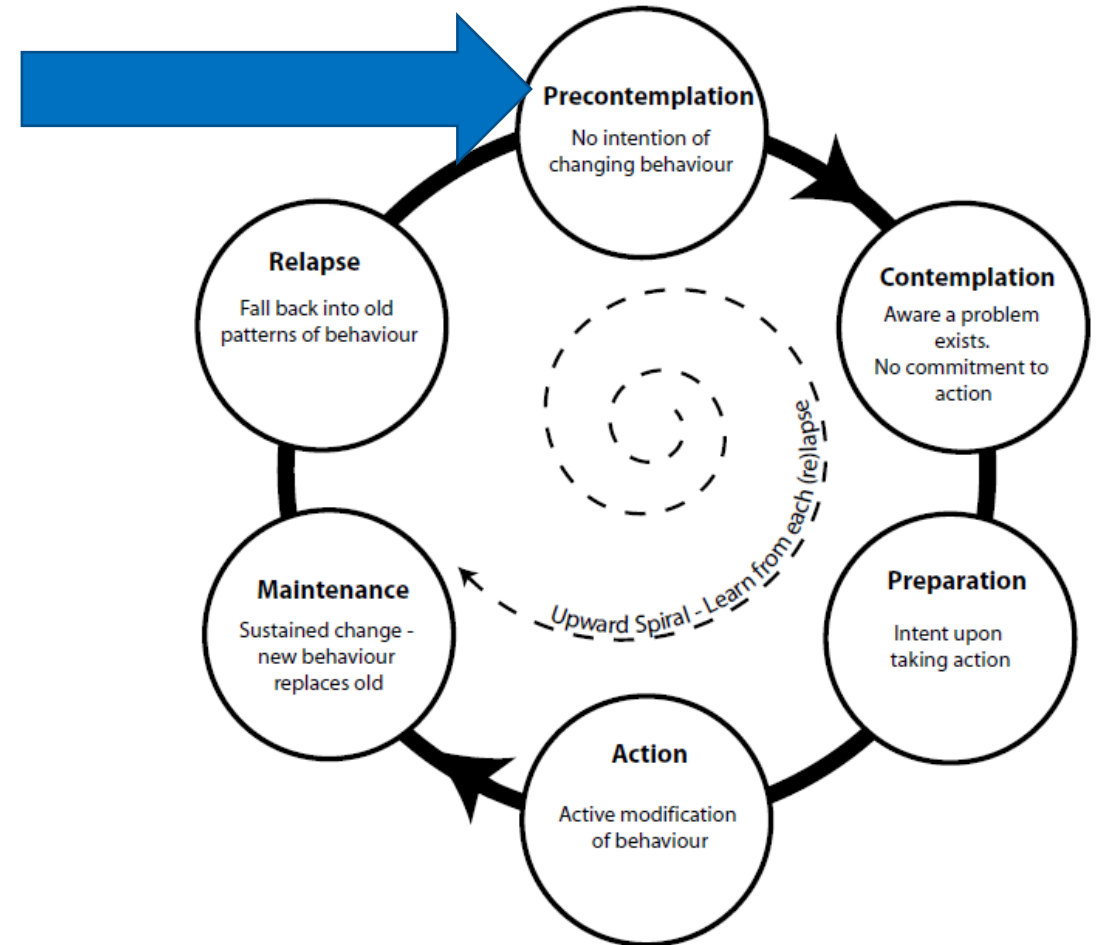 Precontemplation
No intention of
changing behaviour
Contemplation
Aware a problem
exists.
No commitment to
action
Preparation
Intent upon
taking action
Action
Active modification
of behaviour
Maintenance
Sustained change -
new behaviour
replaces old
Relapse
Fall back into old
patterns of behaviour
Upward Spiral - Learn from each (re)lapse